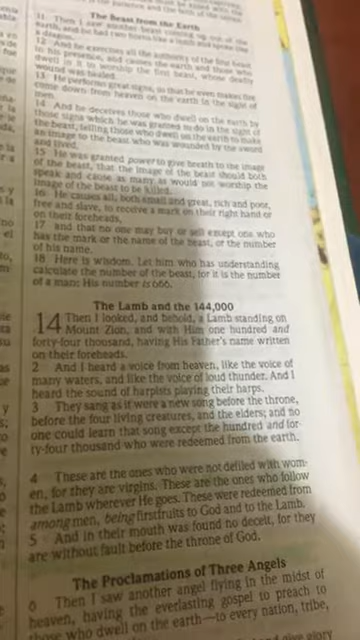 The Beast from the Earth
11 Then I saw another beast coming up out of the
earth, and he had two horns like a lamb and spoke like
a dragon.
12 And he exercises all the authority of the first beast
in his presence, and causes the earth and those who
dwell in it to worship the first beast, whose deadly
wound was healed.
13 He performs great signs, so that he even makes fire
come down from heaven on the earth in the sight of
men.
14 And he deceives those who dwell on the earth by
those signs which he was granted to do in the sight of
the beast, telling those who dwell on the earth to make
an image to the beast who was wounded by the sword
and lived.
15 He was granted power to give breath to the image
of the beast, that the image of the beast should both
speak and cause as many as would not worship the
image of the beast to be killed.
16 He causes all, both small and great, rich and poor,
free and slave, to receive a mark on their right hand or
on their foreheads,
17 and that no one may buy or sell except one who
has the mark or the name of the beast, or the number
of his name.
18 Here is wisdom. Let him who has understanding
calculate the number of the beast, for it is the number
of a man: His number is 666.
The Lamb and the 144,000
14 Then I looked, and behold, a Lamb standing on
Mount Zion, and with Him one hundred and
forty-four thousand, having His Father's name written
on their foreheads.
2 And I heard a voice from heaven, like the voice of
many waters, and like the voice of loud thunder. And I
heard the sound of harpists playing their harps.
3 They sang as it were a new song before the throne,
before the four living creatures, and the elders; and no
one could learn that song except the hundred and for-
ty-four thousand who were redeemed from the earth.
4 These are the ones who were not defiled with wom-
en, for they are virgins. These are the ones who follow
the Lamb wherever He goes. These were redeemed from
among men, being firstfruits to God and to the Lamb.
5 And in their mouth was found no deceit, for they
are without fault before the throne of God.
The Proclamations of Three Angels
6 Then I saw another angel flying in the midst of
heaven, having the everlasting gospel to preach to
those who dwell on the earth—to every nation, tribe,